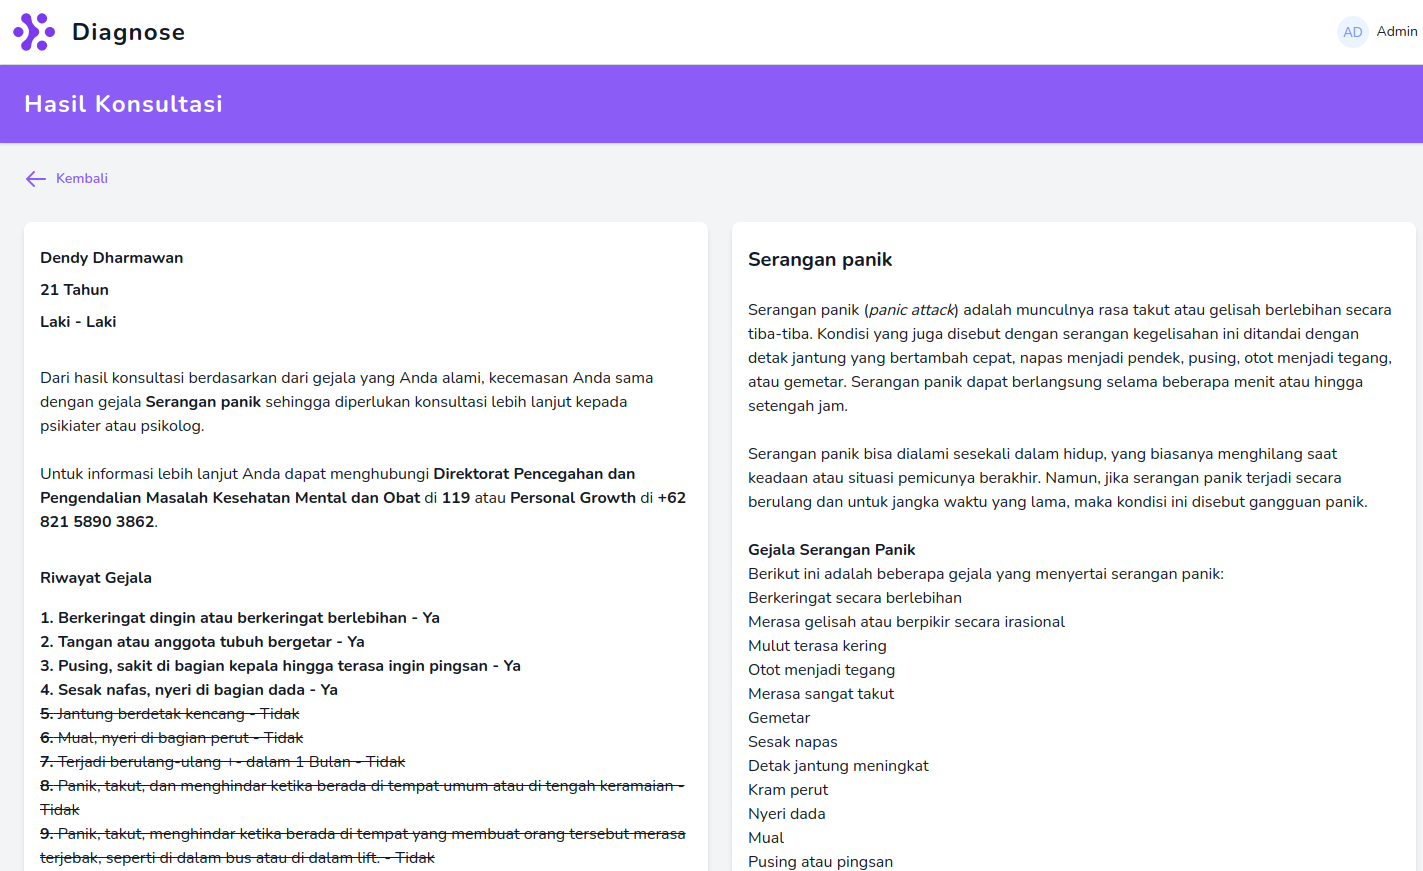 Diagnose
AD Admin
Hasil Konsultasi
Kembali
Dendy Dharmawan
21 Tahun
Laki - Laki
Dari hasil konsultasi berdasarkan dari gejala yang Anda alami, kecemasan Anda sama
dengan gejala Serangan panik sehingga diperlukan konsultasi lebih lanjut kepada
psikiater atau psikolog.
Untuk informasi lebih lanjut Anda dapat menghubungi Direktorat Pencegahan dan
Pengendalian Masalah Kesehatan Mental dan Obat di 119 atau Personal Growth di +62
821 5890 3862.
Riwayat Gejala
1. Berkeringat dingin atau berkeringat berlebihan - Ya
2. Tangan atau anggota tubuh bergetar - Ya
3. Pusing, sakit di bagian kepala hingga terasa ingin pingsan - Ya
4. Sesak nafas, nyeri di bagian dada - Ya
5. Jantung berdetak kencang - Tidak
6. Mual, nyeri di bagian perut - Tidak
7. Terjadi berulang-ulang +- dalam 1 Bulan - Tidak
8. Panik, takut, dan menghindar ketika berada di tempat umum atau di tengah keramaian -
Tidak
9. Panik, takut, menghindar ketika berada di tempat yang membuat orang tersebut merasa
terjebak, seperti di dalam bus atau di dalam lift. - Tidak
Serangan panik
Serangan panik (panic attack) adalah munculnya rasa takut atau gelisah berlebihan secara
tiba-tiba. Kondisi yang juga disebut dengan serangan kegelisahan ini ditandai dengan
detak jantung yang bertambah cepat, napas menjadi pendek, pusing, otot menjadi tegang,
atau gemetar. Serangan panik dapat berlangsung selama beberapa menit atau hingga
setengah jam.
Serangan panik bisa dialami sesekali dalam hidup, yang biasanya menghilang saat
keadaan atau situasi pemicunya berakhir. Namun, jika serangan panik terjadi secara
berulang dan untuk jangka waktu yang lama, maka kondisi ini disebut gangguan panik.
Gejala Serangan Panik
Berikut ini adalah beberapa gejala yang menyertai serangan panik:
Berkeringat secara berlebihan
Merasa gelisah atau berpikir secara irasional
Mulut terasa kering
Otot menjadi tegang
Merasa sangat takut
Gemetar
Sesak napas
Detak jantung meningkat
Kram perut
Nyeri dada
Mual
Pusing atau pingsan